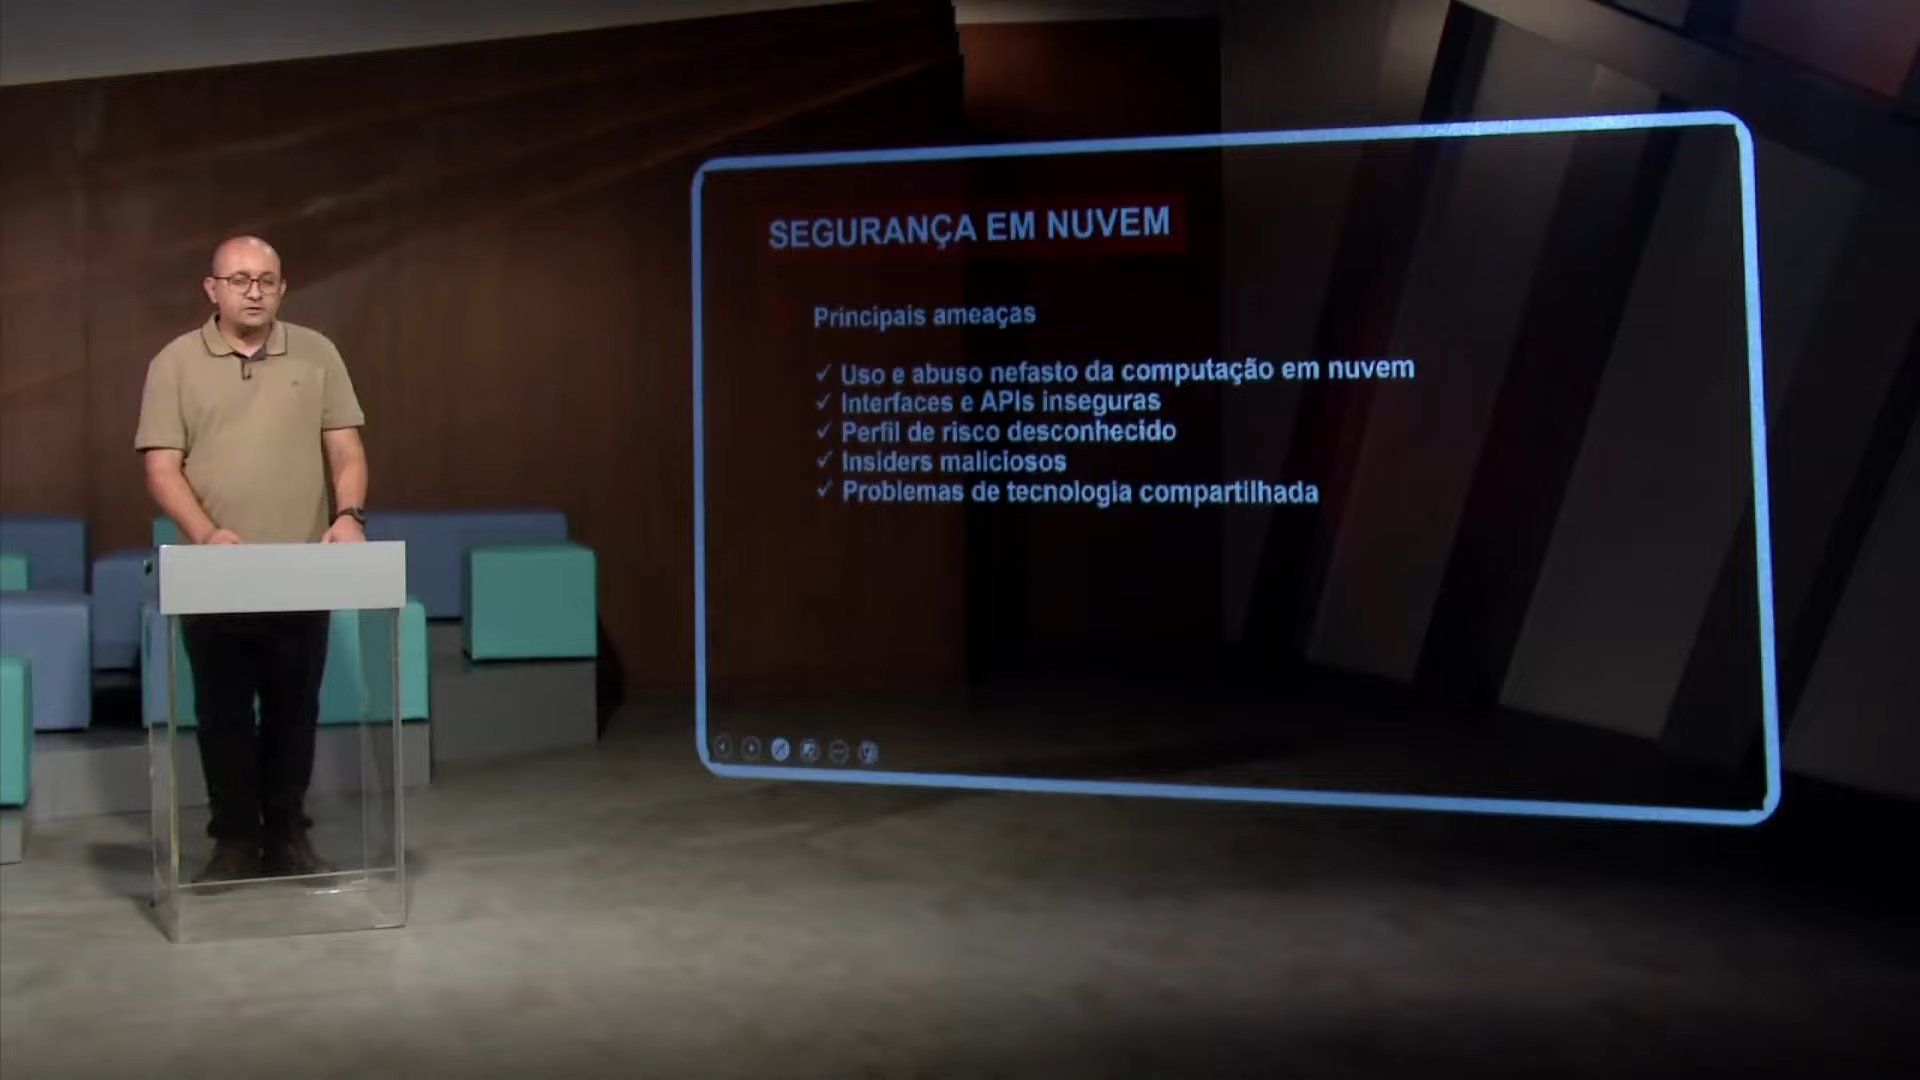 SEGURANÇA EM NUVEM
Principais ameaças
✓ Uso e abuso nefasto da computação em nuvem
✓ Interfaces e APIs inseguras
✓ Perfil de risco desconhecido
✓ Insiders maliciosos
✓ Problemas de tecnologia compartilhada